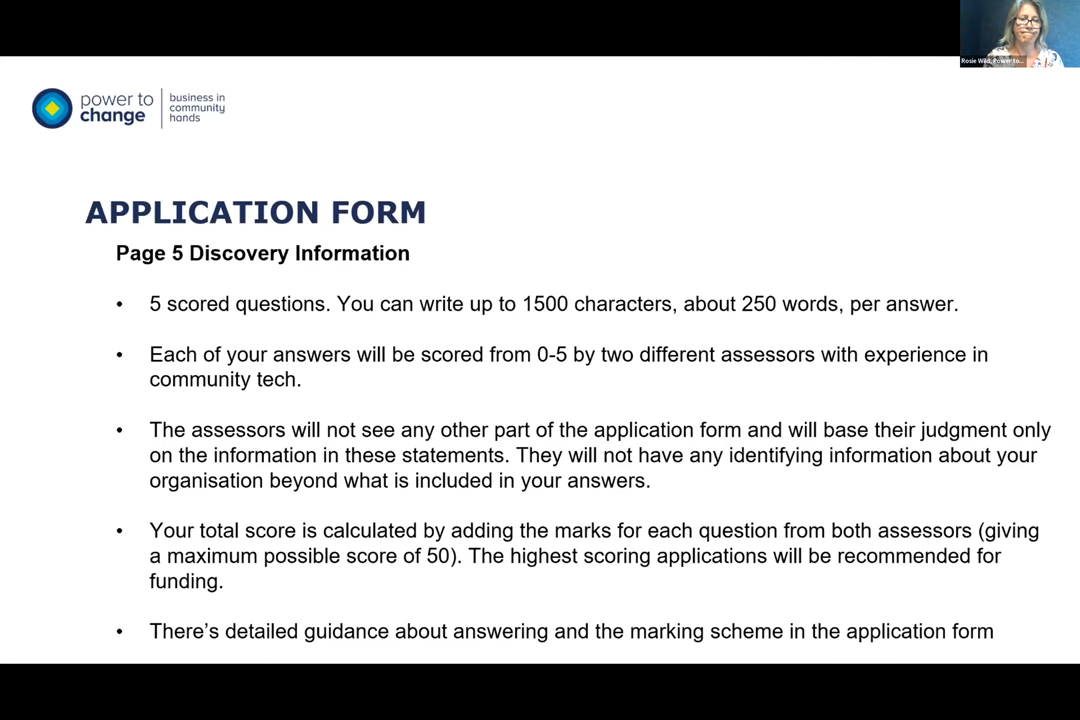 Rosie Wild, Power to...
power to
change
business in
community
hands
APPLICATION FORM
Page 5 Discovery Information
• 5 scored questions. You can write up to 1500 characters, about 250 words, per answer.
• Each of your answers will be scored from 0-5 by two different assessors with experience in
community tech.
• The assessors will not see any other part of the application form and will base their judgment only
on the information in these statements. They will not have any identifying information about your
organisation beyond what is included in your answers.
• Your total score is calculated by adding the marks for each question from both assessors (giving
a maximum possible score of 50). The highest scoring applications will be recommended for
funding.
• There’s detailed guidance about answering and the marking scheme in the application form